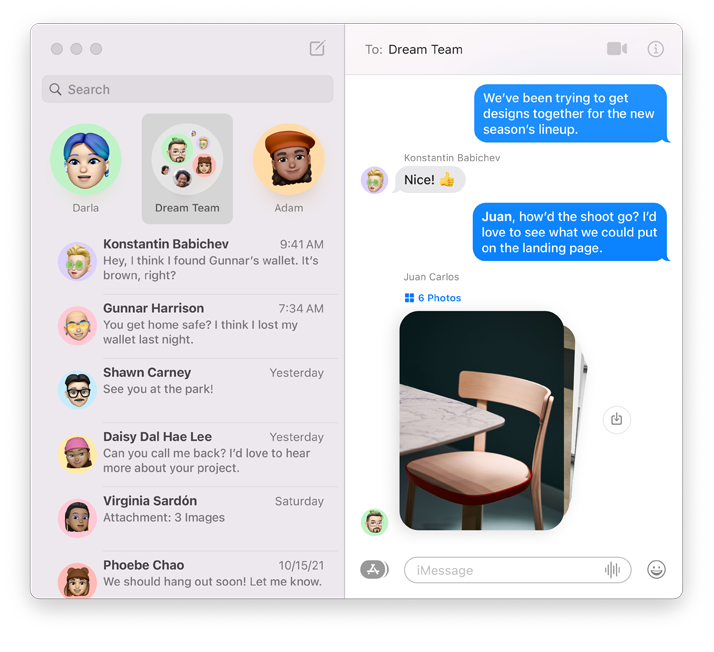 Search
Darla
Dream Team
Adam
Konstantin Babichev 9:41 AM
Hey, I think I found Gunnar’s wallet. It’s
brown, right?
Gunnar Harrison 7:34 AM
You get home safe? I think I lost my
wallet last night.
Shawn Carney Yesterday
See you at the park!
Daisy Dal Hae Lee Yesterday
Can you call me back? I’d love to hear
more about your project.
Virginia Sardón Saturday
Attachment: 3 Images
Phoebe Chao 10/15/21
We should hang out soon! Let me know.
To: Dream Team
We’ve been trying to get
designs together for the new
season’s lineup.
Konstantin Babichev
Nice! 👍
Juan, how’d the shoot go? I’d
love to see what we could put
on the landing page.
Juan Carlos
6 Photos
iMessage